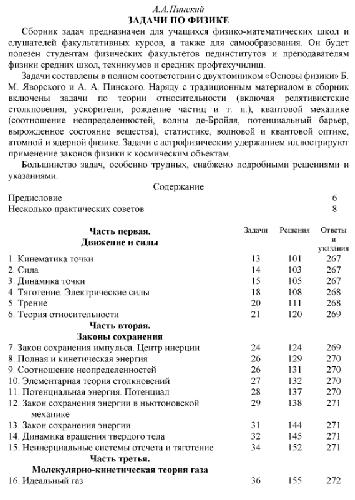 А.А.Пинский
ЗАДАЧИ ПО ФИЗИКЕ
Сборник задач предназначен для учащихся физико-математических школ и
слушателей факультативных курсов, а также для самообразования. Он будет
полезен студентам физических факультетов пединститутов и преподавателям
физики средних школ, техникумов и средних профтехучилищ.
Задачи составлены в полном соответствии с двухтомником «Основы физики» Б.
М. Яворского и А. А. Пинского. Наряду с традиционным материалом в сборник
включены задачи по теории относительности (включая релятивистские
столкновения, ускорители, рождение частиц и т. п.), квантовой механике
(соотношение неопределенностей, волны де-Бройля, потенциальный барьер,
вырожденное состояние вещества), статистике, волновой и квантовой оптике,
атомной и ядерной физике. Задачи с астрофизическим удержанием иллюстрируют
применение законов физики к космическим объектам.
Большинство задач, особенно трудных, снабжено подробными решениями и
указаниями.
Содержание
Предисловие 6
Несколько практических советов 8
Часть первая. Задачи Решения Ответы
Движение и силы и
указания
1. Кинематика точки 13 101 267
2. Сила 14 103 267
3. Динамика точки 15 105 267
4. Тяготение. Электрические силы 18 108 268
5. Трение 20 111 268
6. Теория относительности 21 120 269
Часть вторая.
Законы сохранения
7. Закон сохранения импульса. Центр инерции 24 124 269
8. Полная и кинетическая энергия 26 129 270
9. Соотношение неопределенностей 26 131 270
10. Элементарная теория столкновений 27 132 270
11. Потенциальная энергия. Потенциал 28 137 270
12. Закон сохранения энергии в ньютоновской 29 138 271
механике
13. Закон сохранения энергии 31 144 271
14. Динамика вращения твердого тела 32 145 271
15. Неинерциальные системы отсчета и тяготение 34 152 271
Часть третья.
Молекулярно-кинетическая теория газа
16. Идеальный газ 36 155 272